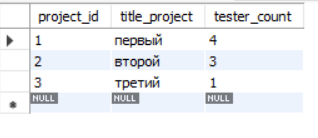 project_id title_project tester_count
1 первый 4
2 второй 3
3 третий 1
NULL NULL NULL